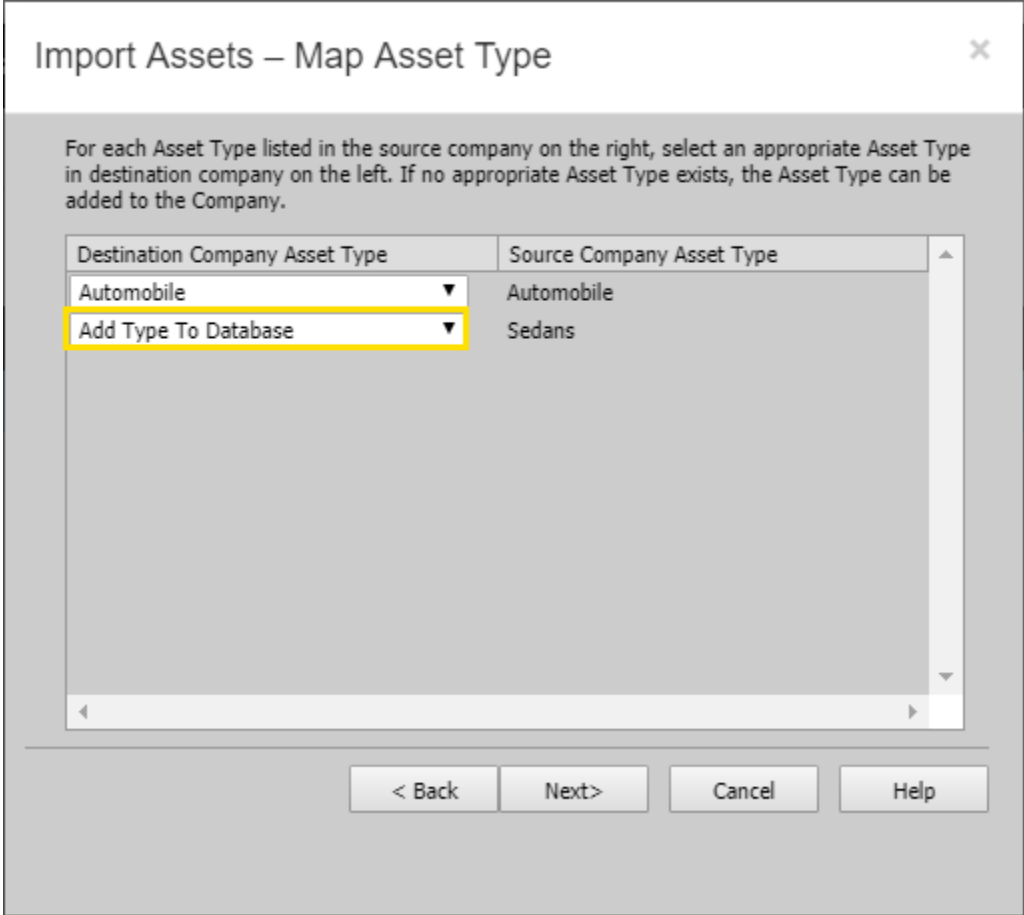 Import Assets – Map Asset Type
For each Asset Type listed in the source company on the right, select an appropriate Asset Type
in destination company on the left. If no appropriate Asset Type exists, the Asset Type can be
added to the Company.
Destination Company Asset Type Source Company Asset Type
Automobile Automobile
Add Type To Database Sedans
< Back Next> Cancel Help